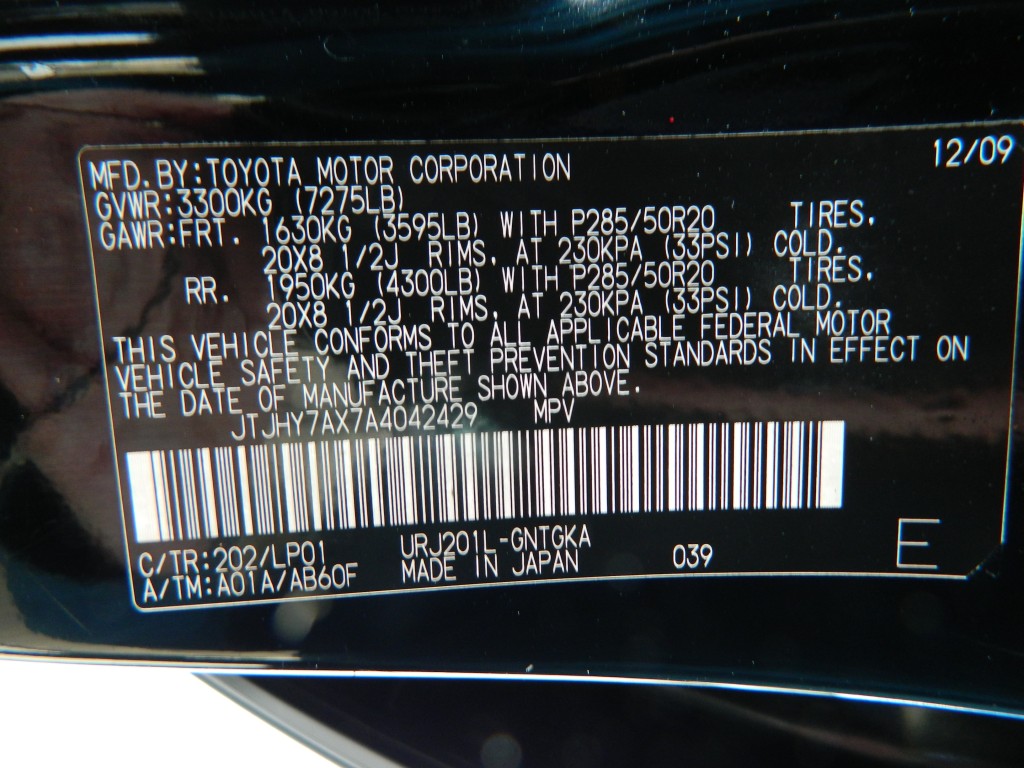 12/09
MFD.BY:TOYOTA MOTOR CORPORATION
GVWR:3300KG (7275LB)
GAWR:FRT. 1630KG (3595LB) WITH P285/50R20 TIRES,
20X8 1/2J RIMS, AT 230KPA (33PSI) COLD.
RR. 1950KG (4300LB) WITH P285/50R20 TIRES,
20X8 1/2J RIMS, AT 230KPA (33PSI) COLD.
THIS VEHICLE CONFORMS TO ALL APPLICABLE FEDERAL MOTOR
VEHICLE SAFETY AND THEFT PREVENTION STANDARDS IN EFFECT ON
THE DATE OF MANUFACTURE SHOWN ABOVE.
JTJHY7AX7A4042429 MPV
C/TR:202/LP01 URJ201L-GNTGKA 039 E
A/TM:A01A/AB60F MADE IN JAPAN